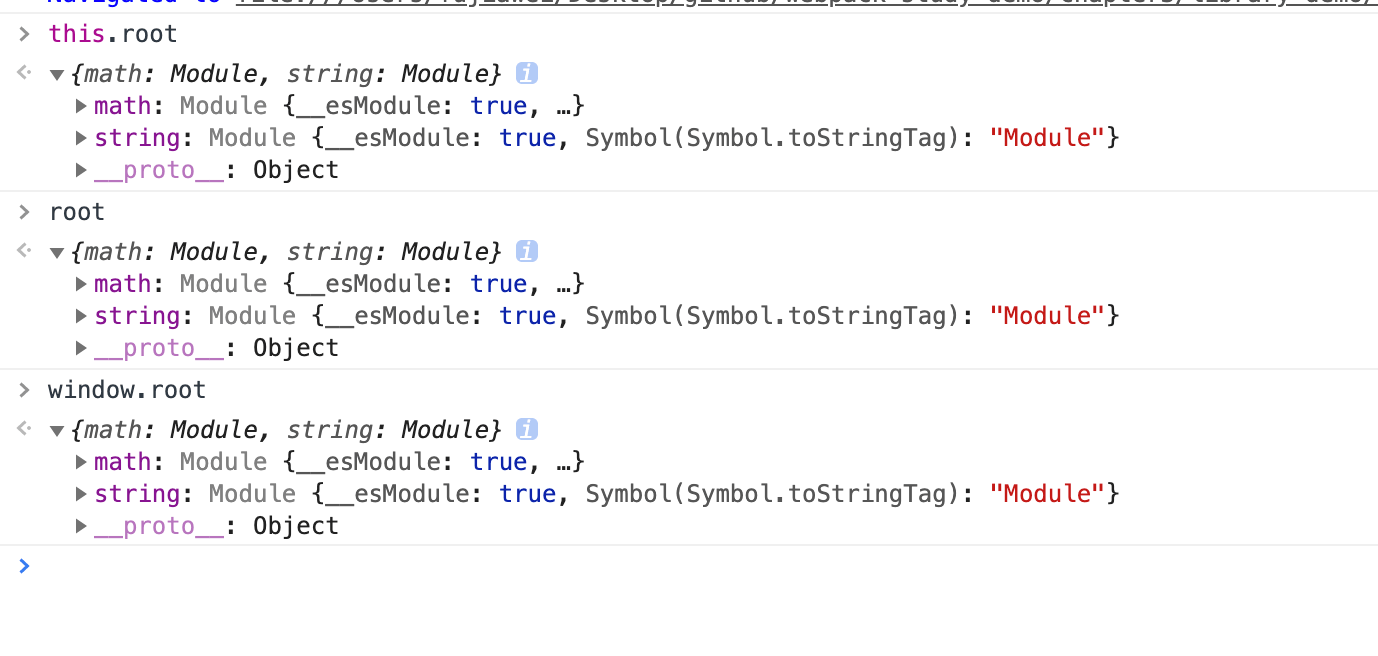 > this.root
{math: Module, string: Module} i
math: Module {__esModule: true, …}
string: Module {__esModule: true, Symbol(Symbol.toStringTag): "Module"}
__proto__: Object
> root
{math: Module, string: Module} i
math: Module {__esModule: true, …}
string: Module {__esModule: true, Symbol(Symbol.toStringTag): "Module"}
__proto__: Object
> window.root
{math: Module, string: Module} i
math: Module {__esModule: true, …}
string: Module {__esModule: true, Symbol(Symbol.toStringTag): "Module"}
__proto__: Object
>